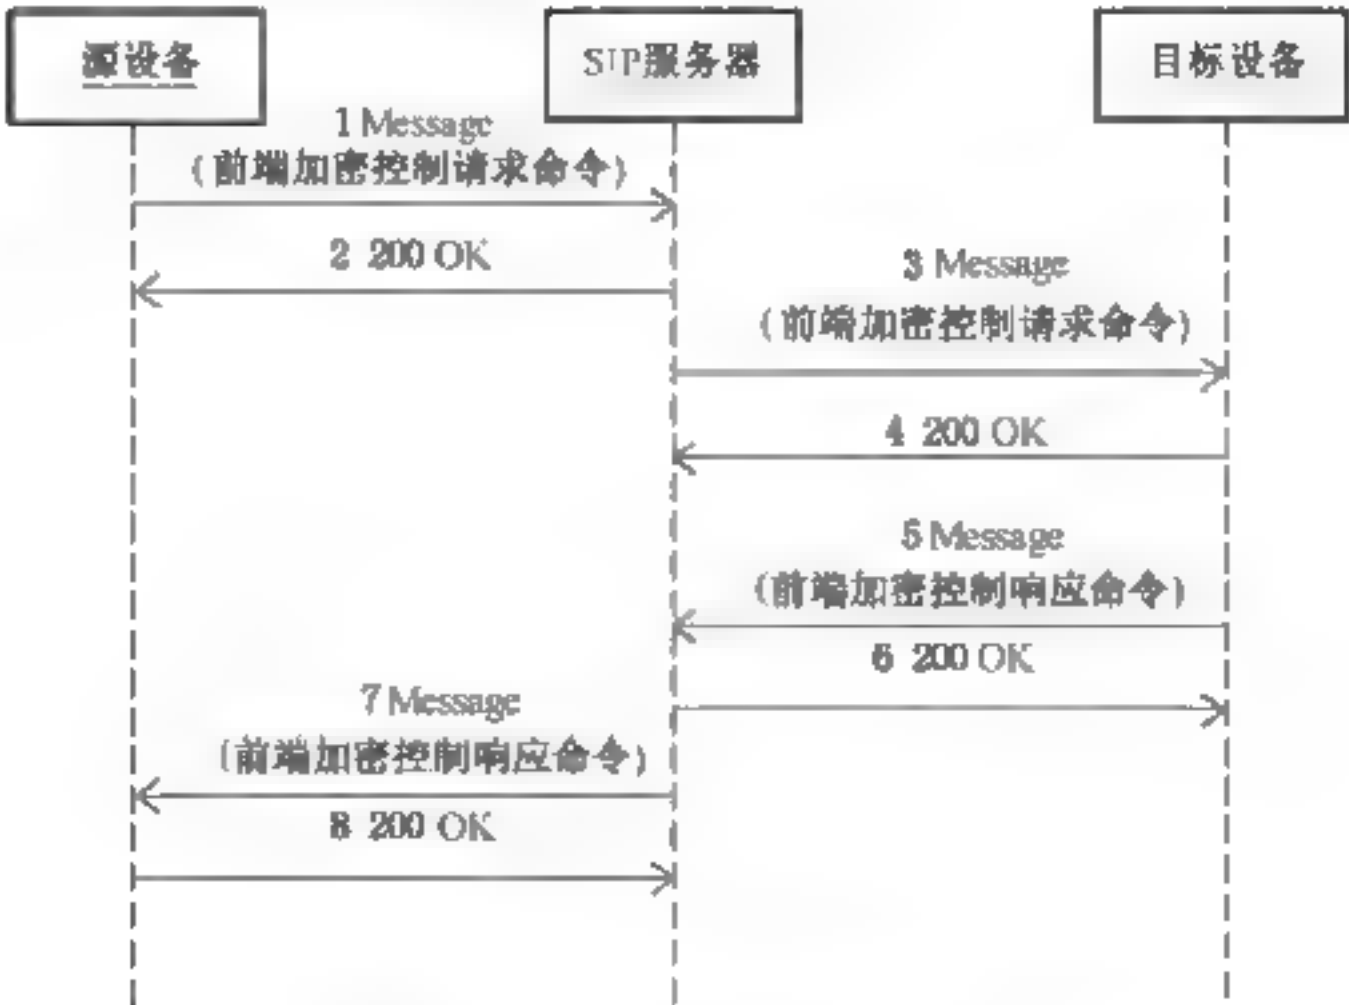 源设备
SIP服务器
目标设备
1 Message
(前端加密控制请求命令)
2 200 OK
3 Message
(前端加密控制请求命令)
4 200 OK
5 Message
(前端加密控制响应命令)
6 200 OK
7 Message
(前端加密控制响应命令)
8 200 OK